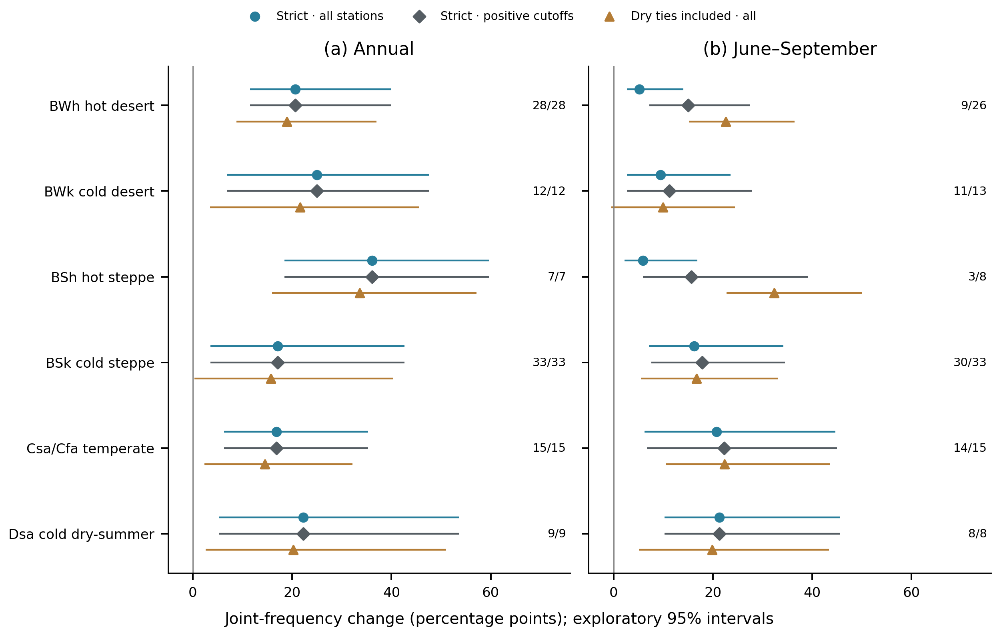 Strict · all stations
Strict · positive cutoffs
Dry ties included · all
(a) Annual
(b) June–September
BWh hot desert
28/28
9/26
BWk cold desert
12/12
11/13
BSh hot steppe
7/7
3/8
BSk cold steppe
33/33
30/33
Csa/Cfa temperate
15/15
14/15
Dsa cold dry-summer
9/9
8/8
0 20 40 60
0 20 40 60
Joint-frequency change (percentage points); exploratory 95% intervals